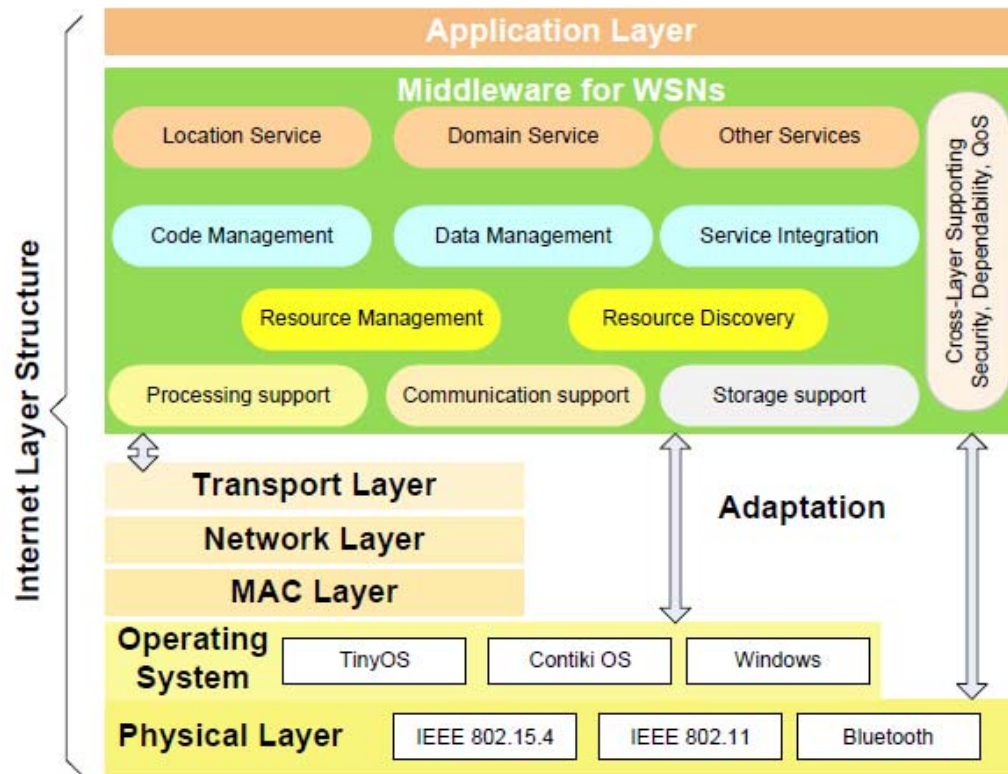 Internet Layer Structure
Application Layer
Middleware for WSNs
Location Service
Domain Service
Other Services
Code Management
Data Management
Service Integration
Resource Management
Resource Discovery
Processing support
Communication support
Storage support
Cross-Layer Supporting
Security, Dependability, QoS
Transport Layer
Network Layer
MAC Layer
Adaptation
Operating
System
TinyOS
Contiki OS
Windows
Physical Layer
IEEE 802.15.4
IEEE 802.11
Bluetooth